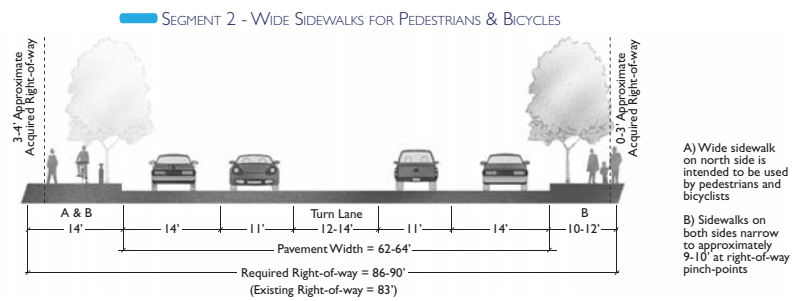 SEGMENT 2 - WIDE SIDEWALKS FOR PEDESTRIANS & BICYCLES
3-4' Approximate
Acquired Right-of-way
0-3' Approximate
Acquired Right-of-way
A & B
Turn Lane
B
14'
14'
11'
12-14'
11'
14'
10-12'
Pavement Width = 62-64'
Required Right-of-way = 86-90'
(Existing Right-of-way = 83')
A) Wide sidewalk
on north side is
intended to be used
by pedestrians and
bicyclists
B) Sidewalks on
both sides narrow
to approximately
9-10' at right-of-way
pinch-points